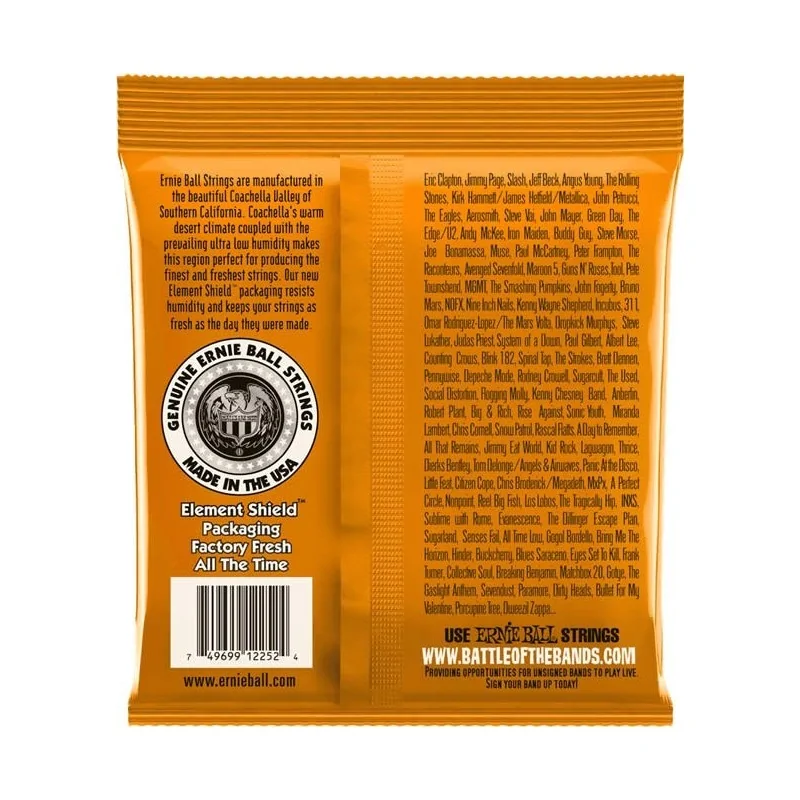 Ernie Ball Strings are manufactured in
the beautiful Coachella Valley of
Southern California. Coachella's warm
desert climate coupled with the
prevailing ultra low humidity makes
this region perfect for producing the
finest and freshest strings. Our new
Element Shield™ packaging resists
humidity and keeps your strings as
fresh as the day they were made.
GENUINE ERNIE BALL STRINGS
MADE IN THE USA
Element Shield™
Packaging
Factory Fresh
All The Time
7 49699 12252 4
www.ernieball.com
Eric Clapton, Jimmy Page, Slash, Jeff Beck, Angus Young, The Rolling
Stones, Kirk Hammett/James Hetfield/Metallica, John Petrucci,
The Eagles, Aerosmith, Steve Vai, John Mayer, Green Day, The
Edge/U2, Andy McKee, Iron Maiden, Buddy Guy, Steve Morse,
Joe Bonamassa, Muse, Paul McCartney, Peter Frampton, The
Raconteurs, Avenged Sevenfold, Maroon 5, Guns N' Roses, Tool, Pete
Townshend, MGMT, The Smashing Pumpkins, John Fogerty, Bruno
Mars, NOFX, Nine Inch Nails, Kenny Wayne Shepherd, Incubus, 311,
Omar Rodriguez-Lopez/The Mars Volta, Dropkick Murphys, Steve
Lukather, Judas Priest, System of a Down, Paul Gilbert, Albert Lee,
Counting Crows, Blink 182, Spinal Tap, The Strokes, Brett Dennen,
Pennywise, Depeche Mode, Rodney Crowell, Sugarcult, The Used,
Social Distortion, Flogging Molly, Kenny Chesney Band, Anberlin,
Robert Plant, Big & Rich, Rise Against, Sonic Youth, Miranda
Lambert, Chris Cornell, Snow Patrol, Rascal Flatts, A Day to Remember,
All That Remains, Jimmy Eat World, Kid Rock, Lagwagon, Thrice,
Dierks Bentley, Tom Delonge/Angels & Airwaves, Panic At the Disco,
Little Feat, Citizen Cope, Chris Broderick/Megadeth, MxPx, A Perfect
Circle, Nonpoint, Reel Big Fish, Los Lobos, The Tragically Hip, INXS,
Sublime with Rome, Evanescence, The Dillinger Escape Plan,
Sugarland, Senses Fail, All Time Low, Gogol Bordello, Bring Me The
Horizon, Hinder, Buckcherry, Blues Saraceno, Eyes Set To Kill, Frank
Turner, Collective Soul, Breaking Benjamin, Matchbox 20, Gotye, The
Gaslight Anthem, Sevendust, Paramore, Dirty Heads, Bullet For My
Valentine, Porcupine Tree, Dweezil Zappa...
USE ERNIE BALL STRINGS
WWW.BATTLEOFTHEBANDS.COM
PROVIDING OPPORTUNITIES FOR UNSIGNED BANDS TO PLAY LIVE.
SIGN YOUR BAND UP TODAY!